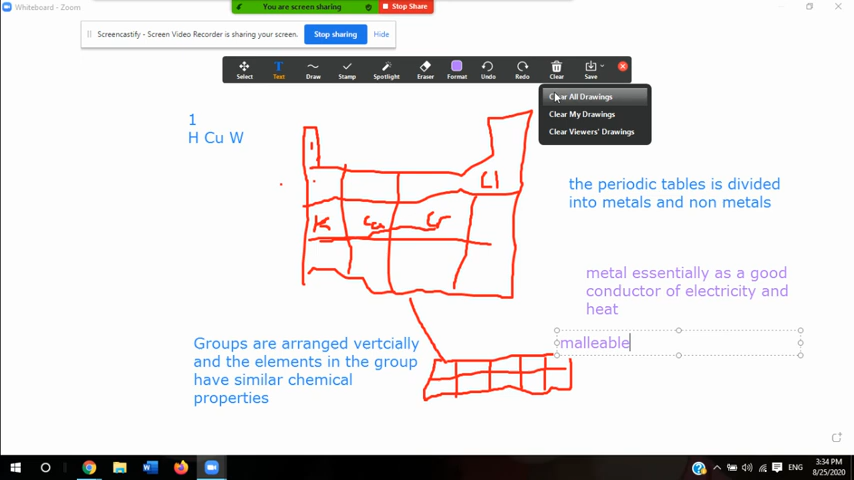 Whiteboard - Zoom
You are screen sharing
Stop Share
Screencastify - Screen Video Recorder is sharing your screen.
Stop sharing
Hide
Select
Text
Draw
Stamp
Spotlight
Eraser
Format
Undo
Redo
Clear
Save
Clear All Drawings
Clear My Drawings
Clear Viewers' Drawings
1
H Cu W
Cl
K
Ca
Cr
the periodic tables is divided
into metals and non metals
metal essentially as a good
conductor of electricity and
heat
malleable
Groups are arranged vertcially
and the elements in the group
have similar chemical
properties
ENG
3:34 PM
8/25/2020